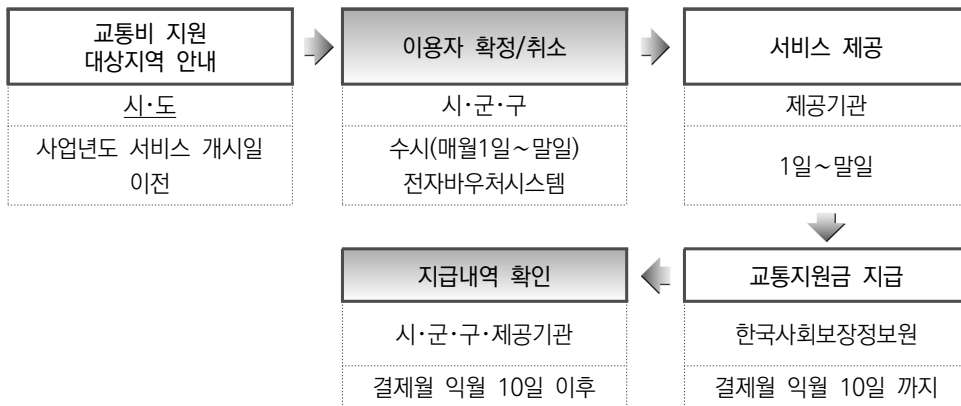 교통비 지원
대상지역 안내
시·도
사업년도 서비스 개시일
이전
이용자 확정/취소
시·군·구
수시(매월1일~말일)
전자바우처시스템
서비스 제공
제공기관
1일~말일
교통지원금 지급
한국사회보장정보원
결제월 익월 10일 까지
지급내역 확인
시·군·구·제공기관
결제월 익월 10일 이후